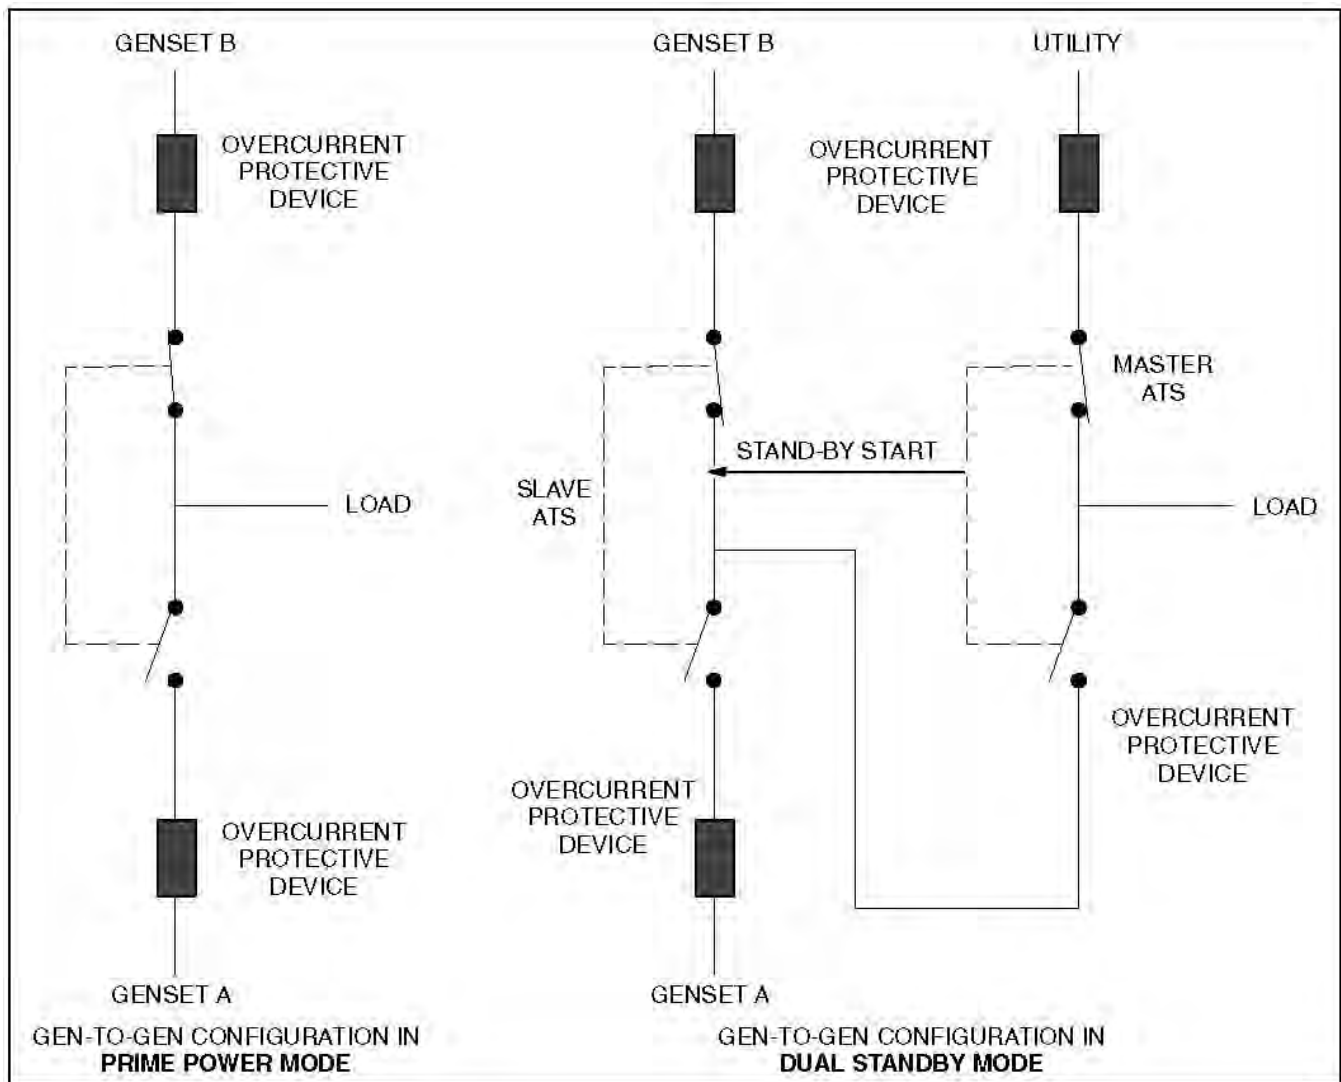 GENSET B
OVERCURRENT
PROTECTIVE
DEVICE
LOAD
OVERCURRENT
PROTECTIVE
DEVICE
GENSET A
GEN-TO-GEN CONFIGURATION IN
PRIME POWER MODE
GENSET B
UTILITY
OVERCURRENT
PROTECTIVE
DEVICE
MASTER
ATS
STAND-BY START
SLAVE
ATS
LOAD
OVERCURRENT
PROTECTIVE
DEVICE
OVERCURRENT
PROTECTIVE
DEVICE
GENSET A
GEN-TO-GEN CONFIGURATION IN
DUAL STANDBY MODE